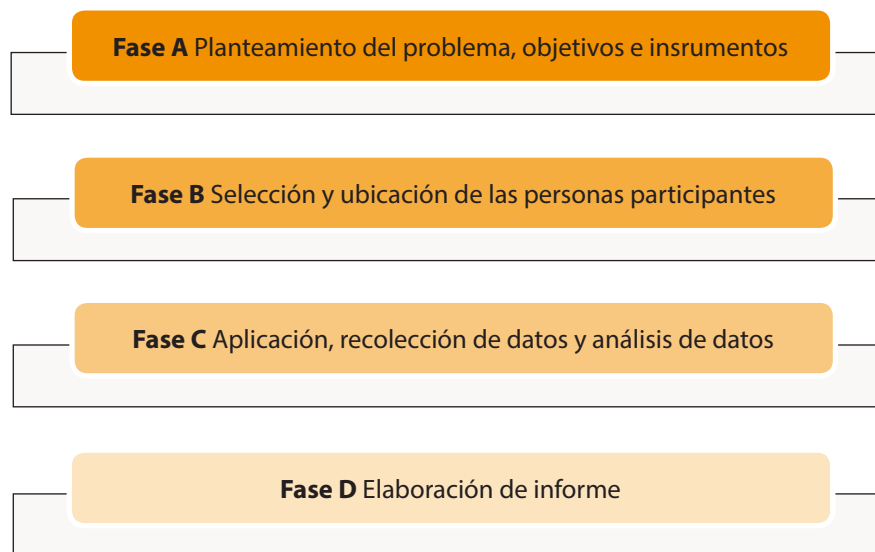 Fase A Planteamiento del problema, objetivos e insrumentos
Fase B Selección y ubicación de las personas participantes
Fase C Aplicación, recolección de datos y análisis de datos
Fase D Elaboración de informe